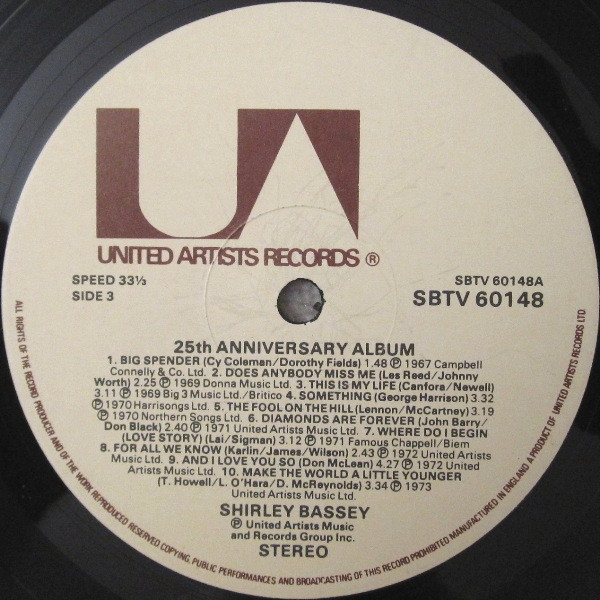 UA
UNITED ARTISTS RECORDS ®
SPEED 33⅓
SIDE 3
SBTV 60148A
SBTV 60148
25th ANNIVERSARY ALBUM
1. BIG SPENDER (Cy Coleman/Dorothy Fields) 1.48 ℗ 1967 Campbell
Connelly & Co. Ltd. 2. DOES ANYBODY MISS ME (Les Reed/Johnny
Worth) 2.25 ℗ 1969 Donna Music Ltd. 3. THIS IS MY LIFE (Canfora/Newell)
3.11 ℗ 1969 Big 3 Music Ltd./Britico 4. SOMETHING (George Harrison) 3.32
℗ 1970 Harrisongs Ltd. 5. THE FOOL ON THE HILL (Lennon/McCartney) 3.19
℗ 1970 Northern Songs Ltd. 6. DIAMONDS ARE FOREVER (John Barry/
Don Black) 2.40 ℗ 1971 United Artists Music Ltd. 7. WHERE DO I BEGIN
(LOVE STORY) (Lai/Sigman) 3.12 ℗ 1971 Famous Chappell/Biem
8. FOR ALL WE KNOW (Karlin/James/Wilson) 2.43 ℗ 1972 United Artists
Music Ltd. 9. AND I LOVE YOU SO (Don McLean) 4.27 ℗ 1972 United
Artists Music Ltd. 10. MAKE THE WORLD A LITTLE YOUNGER
(T. Howell/L. O'Hara/D. McReynolds) 3.34 ℗ 1973
United Artists Music Ltd.
SHIRLEY BASSEY
℗ United Artists Music
and Records Group Inc.
STEREO
ALL RIGHTS OF THE RECORD PRODUCER AND OF THE WORK REPRODUCED RESERVED COPYING, PUBLIC PERFORMANCES AND BROADCASTING OF THIS RECORD PROHIBITED MANUFACTURED IN ENGLAND A PRODUCT OF UNITED ARTISTS RECORDS LTD